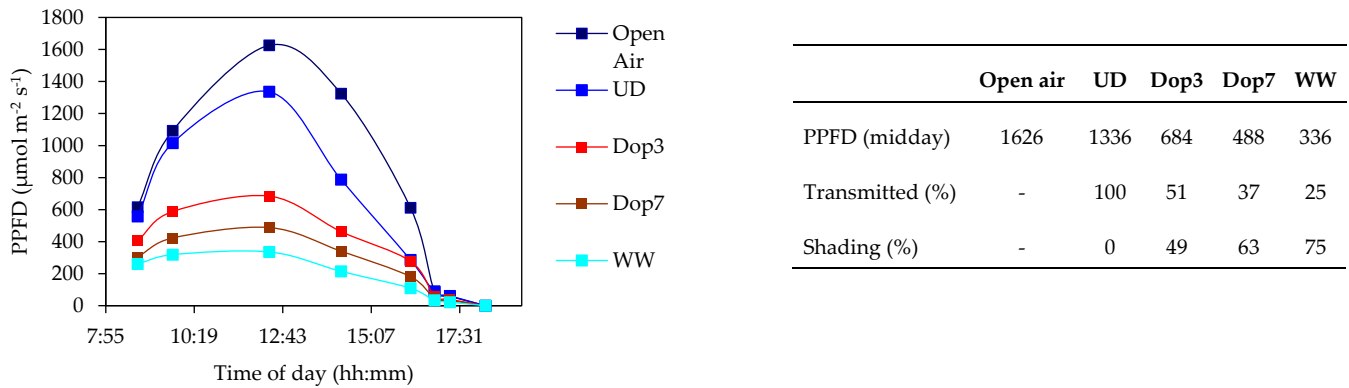 1800
1600
1400
1200
1000
800
600
400
200
0
PPFD (µmol m-2 s-1)
7:55 10:19 12:43 15:07 17:31
Time of day (hh:mm)
Open
Air
UD
Dop3
Dop7
WW
Open air UD Dop3 Dop7 WW
PPFD (midday) 1626 1336 684 488 336
Transmitted (%) - 100 51 37 25
Shading (%) - 0 49 63 75